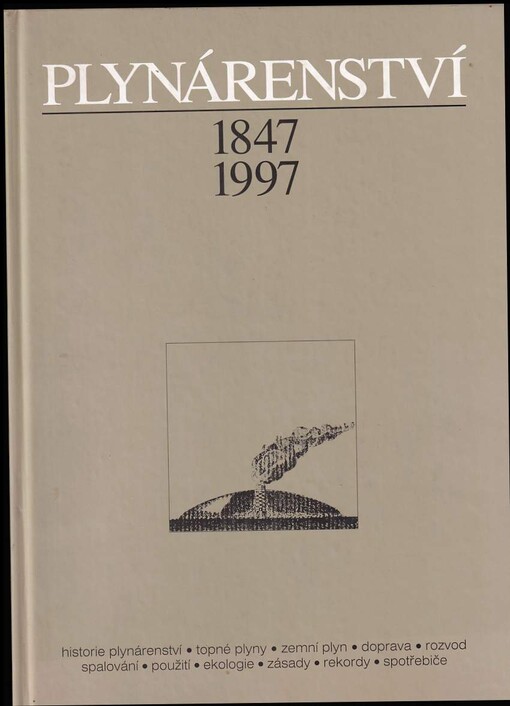 PLYNÁRENSTVÍ
1847
1997
historie plynárenství • topné plyny • zemní plyn • doprava • rozvod
spalování • použití • ekologie • zásady • rekordy • spotřebiče